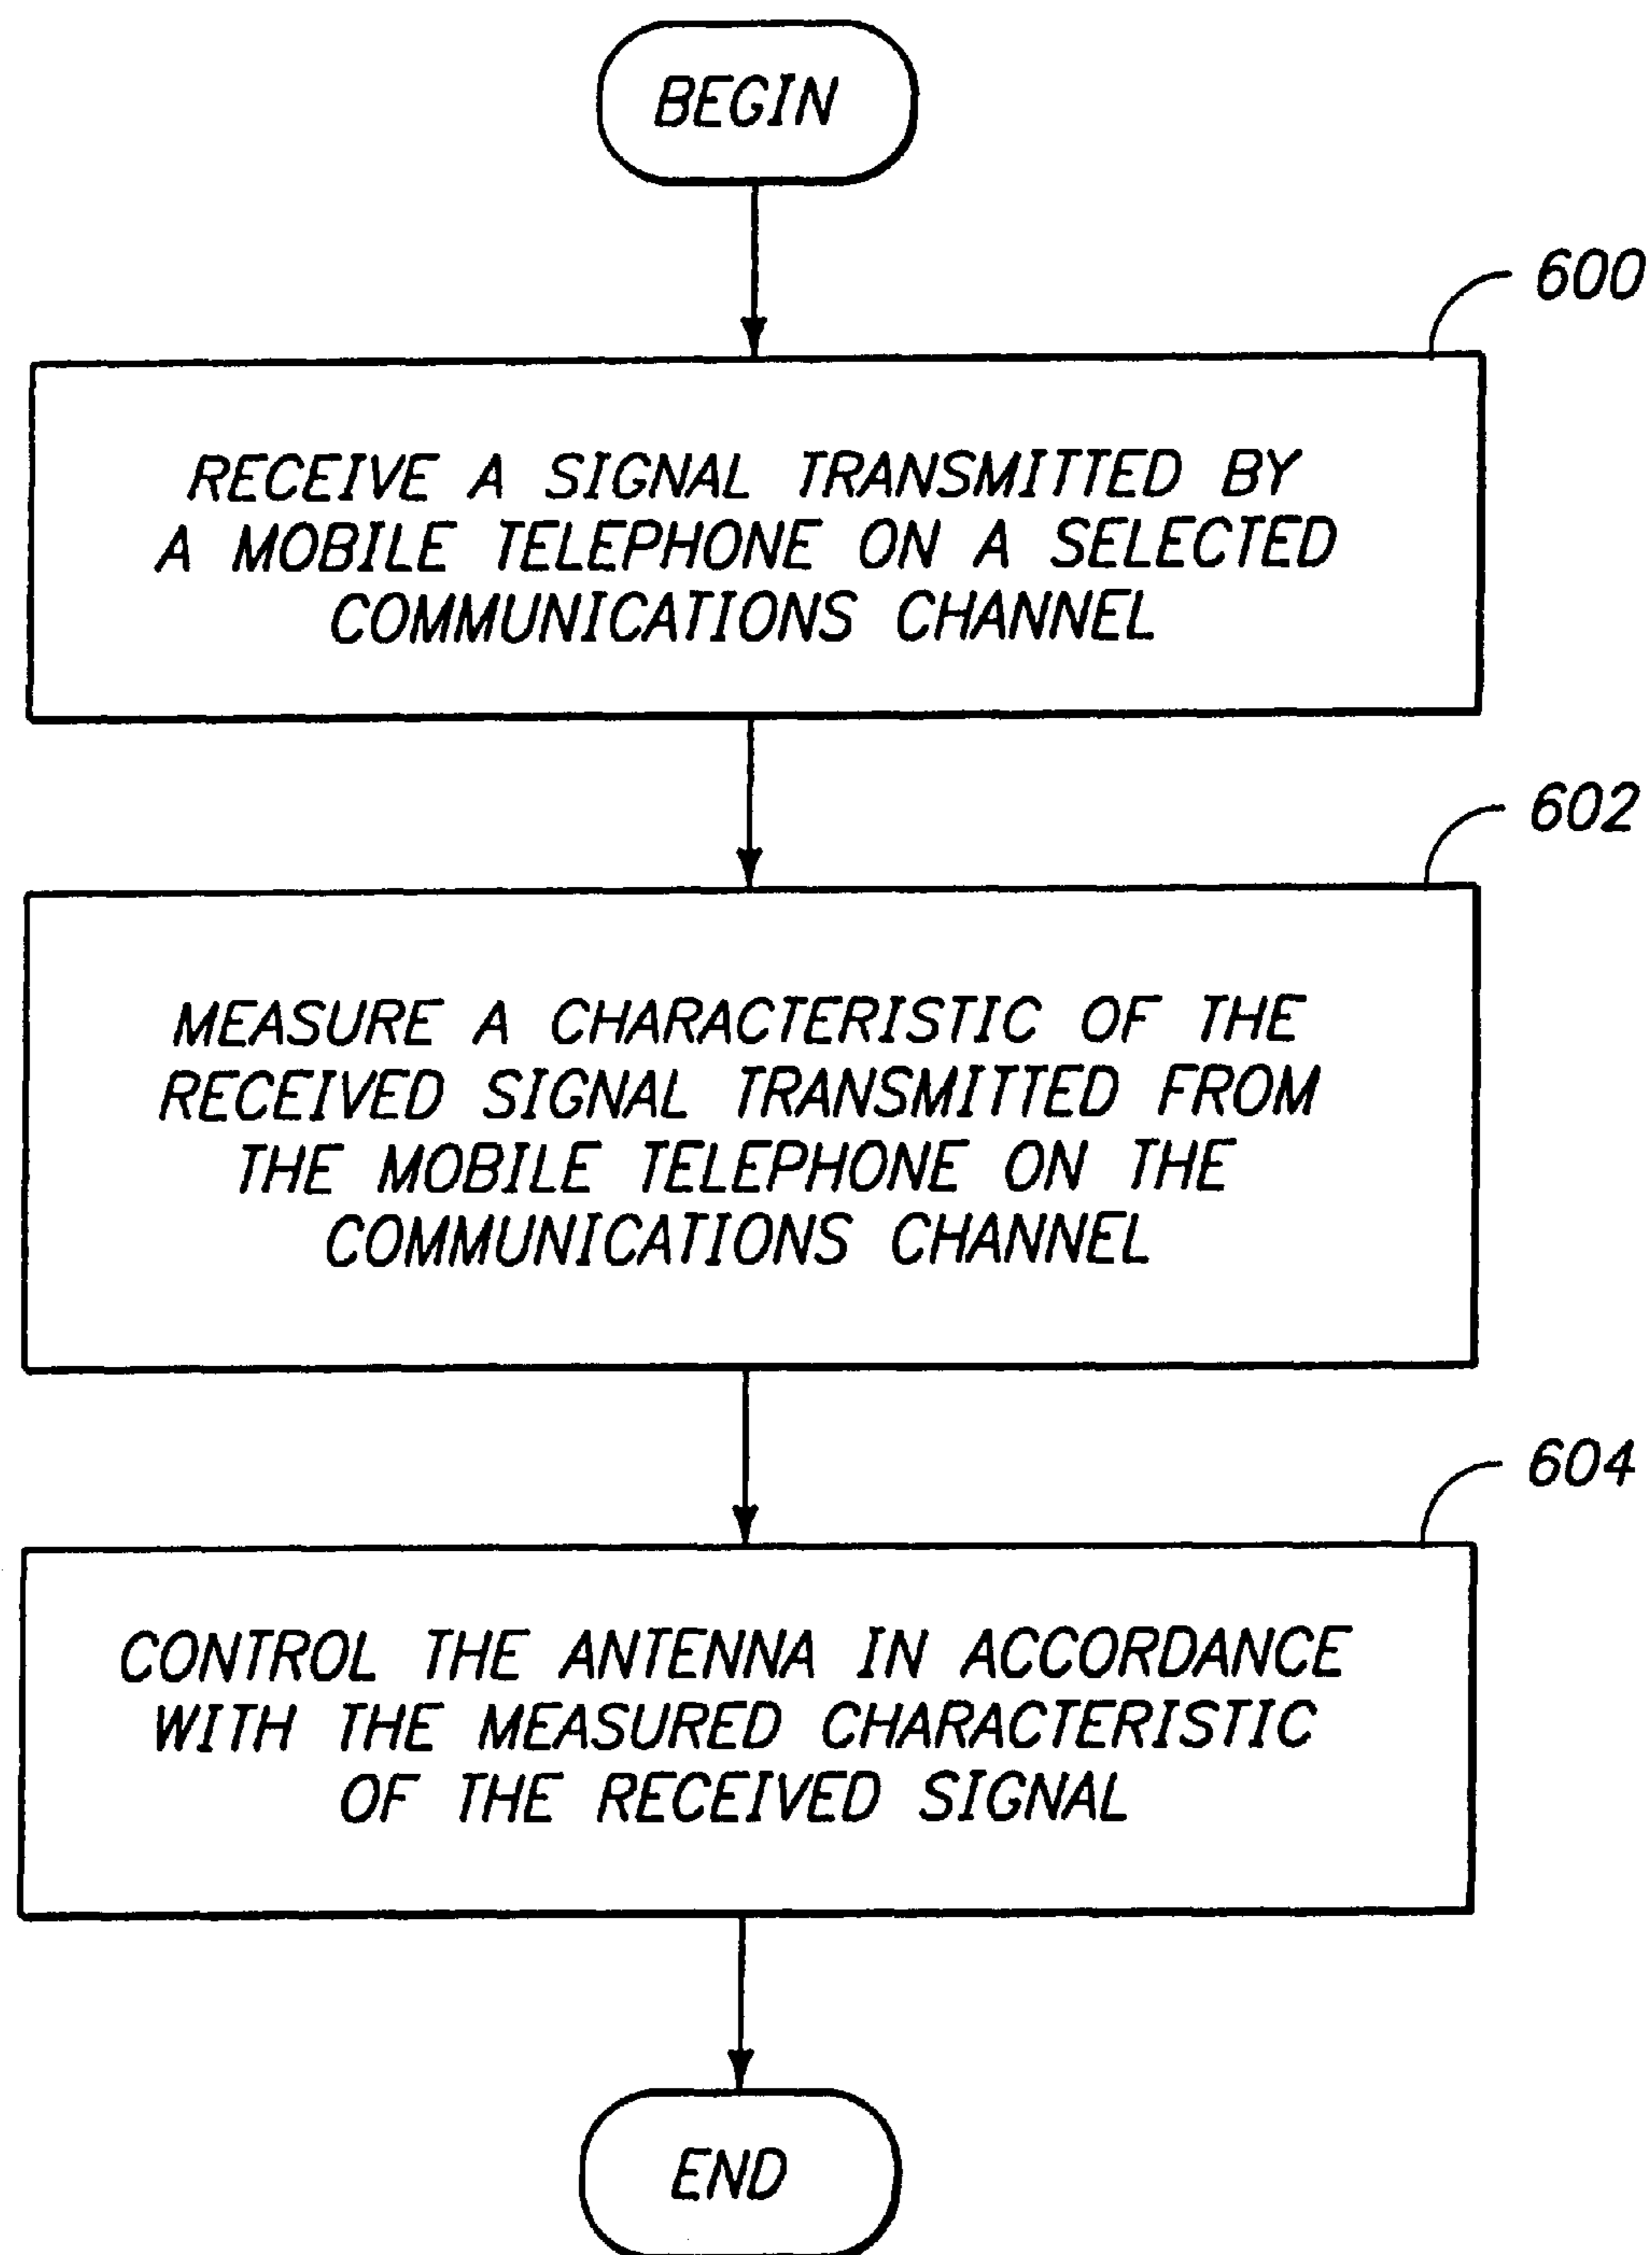 BEGIN
600
RECEIVE A SIGNAL TRANSMITTED BY
A MOBILE TELEPHONE ON A SELECTED
COMMUNICATIONS CHANNEL
602
MEASURE A CHARACTERISTIC OF THE
RECEIVED SIGNAL TRANSMITTED FROM
THE MOBILE TELEPHONE ON THE
COMMUNICATIONS CHANNEL
604
CONTROL THE ANTENNA IN ACCORDANCE
WITH THE MEASURED CHARACTERISTIC
OF THE RECEIVED SIGNAL
END